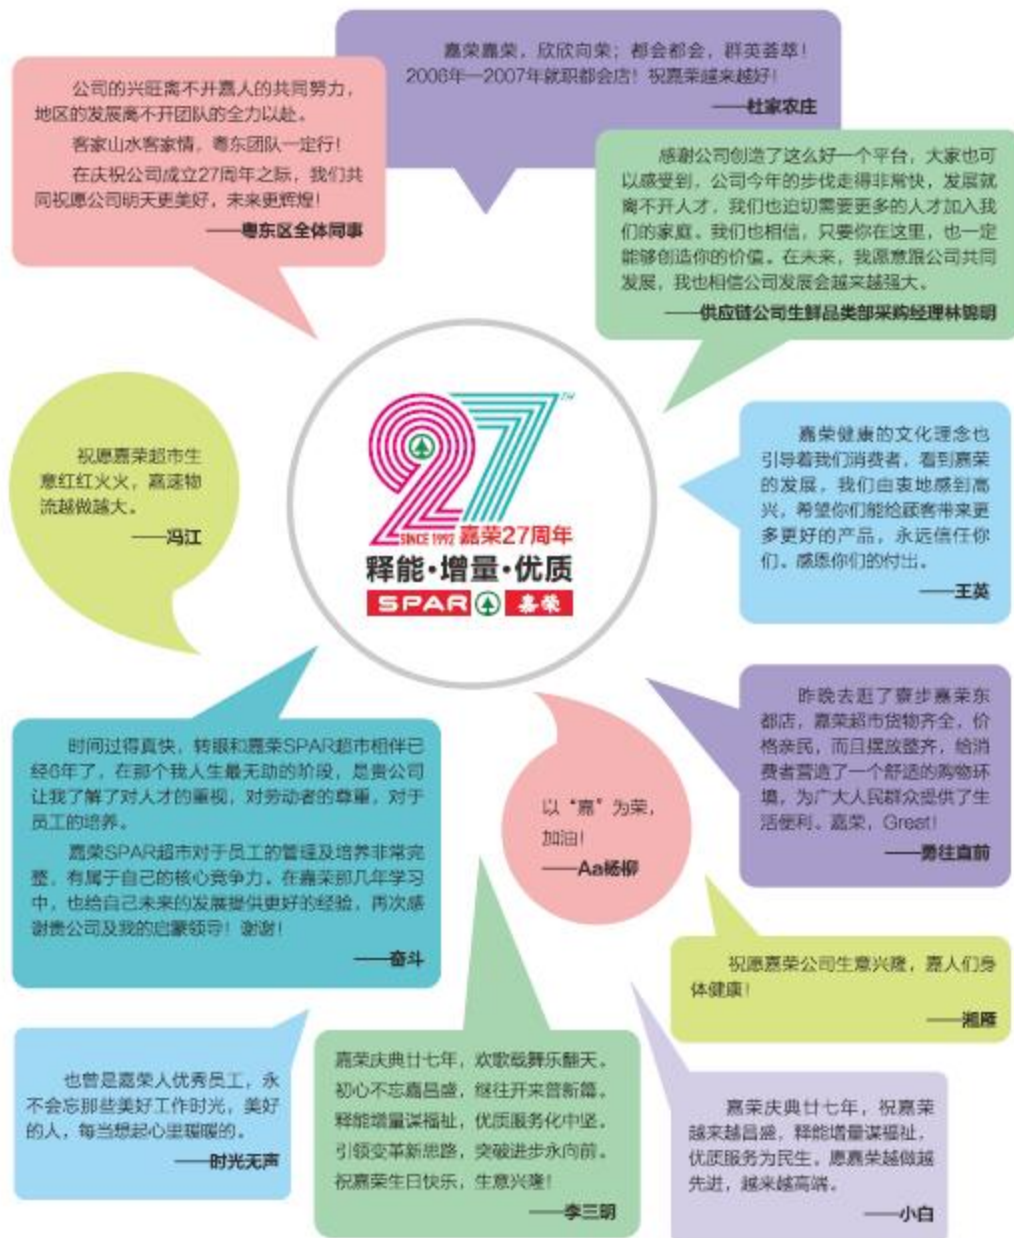 嘉荣嘉荣，欣欣向荣；都会都会，群英荟萃！
2006年—2007年就职都会店！祝嘉荣越来越好！
——杜家农庄
公司的兴旺离不开嘉人的共同努力，
地区的发展离不开团队的全力以赴。
客家山水客家情，粤东团队一定行！
在庆祝公司成立27周年之际，我们共
同祝愿公司明天更美好，未来更辉煌！
——粤东区全体同事
感谢公司创造了这么好一个平台，大家也可
以感受到，公司今年的步伐走得非常快，发展就
离不开人才，我们也迫切需要更多的人才加入我
们的家庭。我们也相信，只要你在这里，也一定
能够创造你的价值。在未来，我愿意跟公司共同
发展，我也相信公司发展会越来越强大。
——供应链公司生鲜品类部采购经理林锦明
祝愿嘉荣超市生
意红红火火，嘉速物
流越做越大。
——冯江
27TH
SINCE 1992 嘉荣27周年
释能·增量·优质
SPAR 嘉荣
嘉荣健康的文化理念也
引导着我们消费者，看到嘉荣
的发展，我们由衷地感到高
兴，希望你们能给顾客带来更
多更好的产品，永远信任你
们。感恩你们的付出。
——王英
时间过得真快，转眼和嘉荣SPAR超市相伴已
经6年了，在那个我人生最无助的阶段，是贵公司
让我了解了对人才的重视，对劳动者的尊重，对于
员工的培养。
嘉荣SPAR超市对于员工的管理及培养非常完
整，有属于自己的核心竞争力。在嘉荣那几年学习
中，也给自己未来的发展提供更好的经验，再次感
谢贵公司及我的启蒙领导！谢谢！
——奋斗
以“嘉”为荣，
加油！
——Aa杨柳
昨晚去逛了寮步嘉荣东
都店，嘉荣超市货物齐全，价
格亲民，而且摆放整齐，给消
费者营造了一个舒适的购物环
境，为广大人民群众提供了生
活便利。嘉荣，Great！
——勇往直前
祝愿嘉荣公司生意兴隆，嘉人们身
体健康！
——湘雁
也曾是嘉荣人优秀员工，永
不会忘那些美好工作时光，美好
的人，每当想起心里暖暖的。
——时光无声
嘉荣庆典廿七年，欢歌载舞乐翻天。
初心不忘嘉昌盛，继往开来普新篇。
释能增量谋福祉，优质服务化中坚。
引领变革新思路，突破进步永向前。
祝嘉荣生日快乐，生意兴隆！
——李三明
嘉荣庆典廿七年，祝嘉荣
越来越昌盛，释能增量谋福祉，
优质服务为民生。愿嘉荣越做越
先进，越来越高端。
——小白